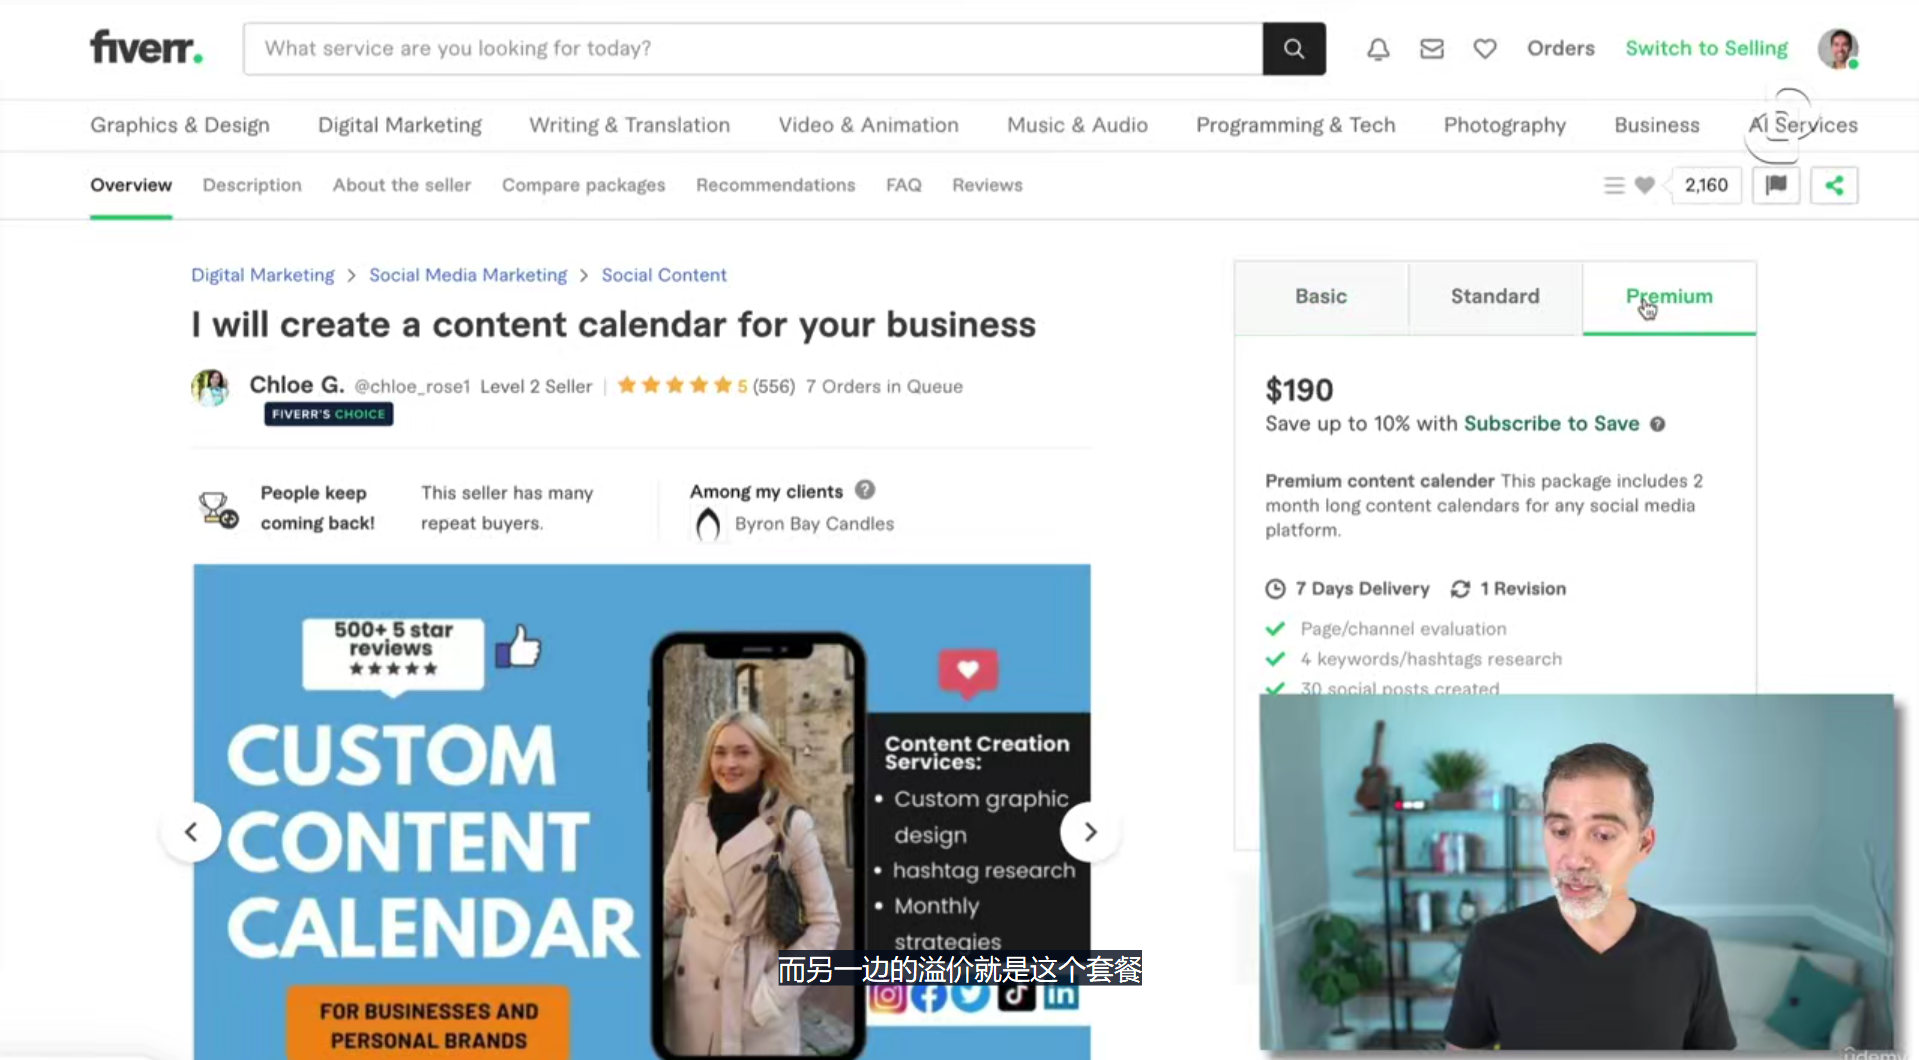 fiverr.
What service are you looking for today?
Orders
Switch to Selling
Graphics & Design
Digital Marketing
Writing & Translation
Video & Animation
Music & Audio
Programming & Tech
Photography
Business
AI Services
Overview
Description
About the seller
Compare packages
Recommendations
FAQ
Reviews
2,160
Digital Marketing > Social Media Marketing > Social Content
I will create a content calendar for your business
Chloe G. @chloe_rose1 Level 2 Seller | 5 (556) 7 Orders in Queue
FIVERR'S CHOICE
People keep
coming back!
This seller has many
repeat buyers.
Among my clients
Byron Bay Candles
500+ 5 star
reviews
CUSTOM
CONTENT
CALENDAR
FOR BUSINESSES AND
PERSONAL BRANDS
Content Creation
Services:
• Custom graphic
design
• hashtag research
• Monthly
strategies
Basic
Standard
Premium
$190
Save up to 10% with Subscribe to Save
Premium content calender This package includes 2
month long content calendars for any social media
platform.
7 Days Delivery
1 Revision
Page/channel evaluation
4 keywords/hashtags research
30 social posts created
而另一边的溢价就是这个套餐
udemy